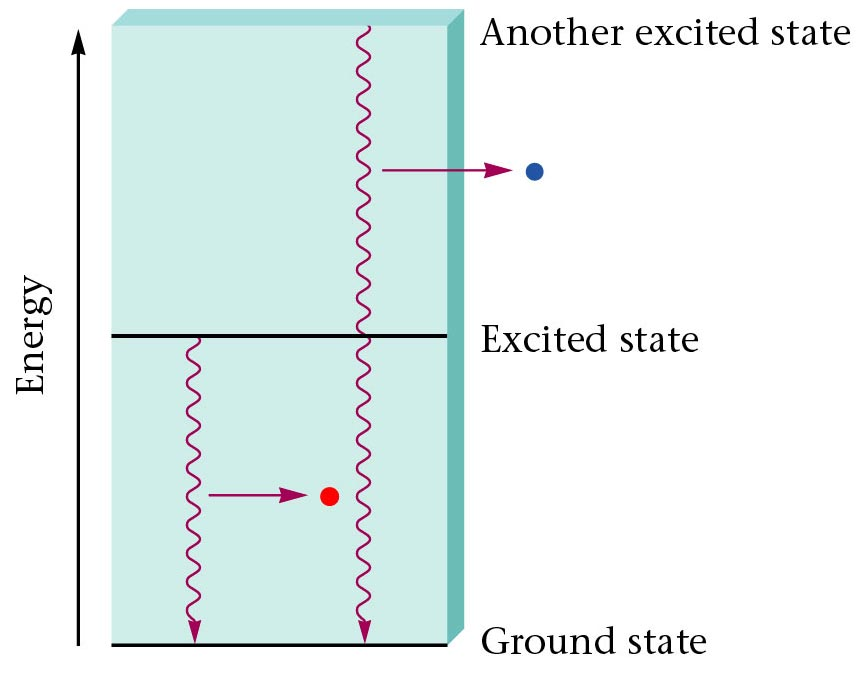 Another excited state
Energy
Excited state
Ground state